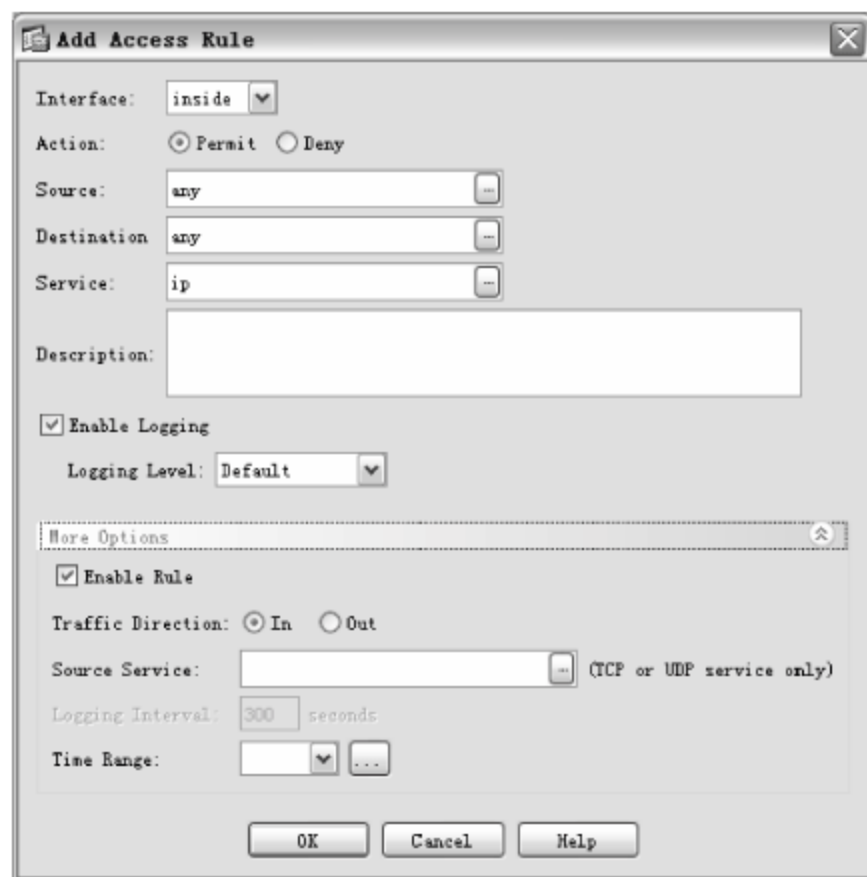 Add Access Rule
Interface: inside
Action: Permit Deny
Source: any ...
Destination any ...
Service: ip ...
Description:
Enable Logging
Logging Level: Default
More Options
Enable Rule
Traffic Direction: In Out
Source Service: ... (TCP or UDP service only)
Logging Interval: 300 seconds
Time Range: ...
OK Cancel Help